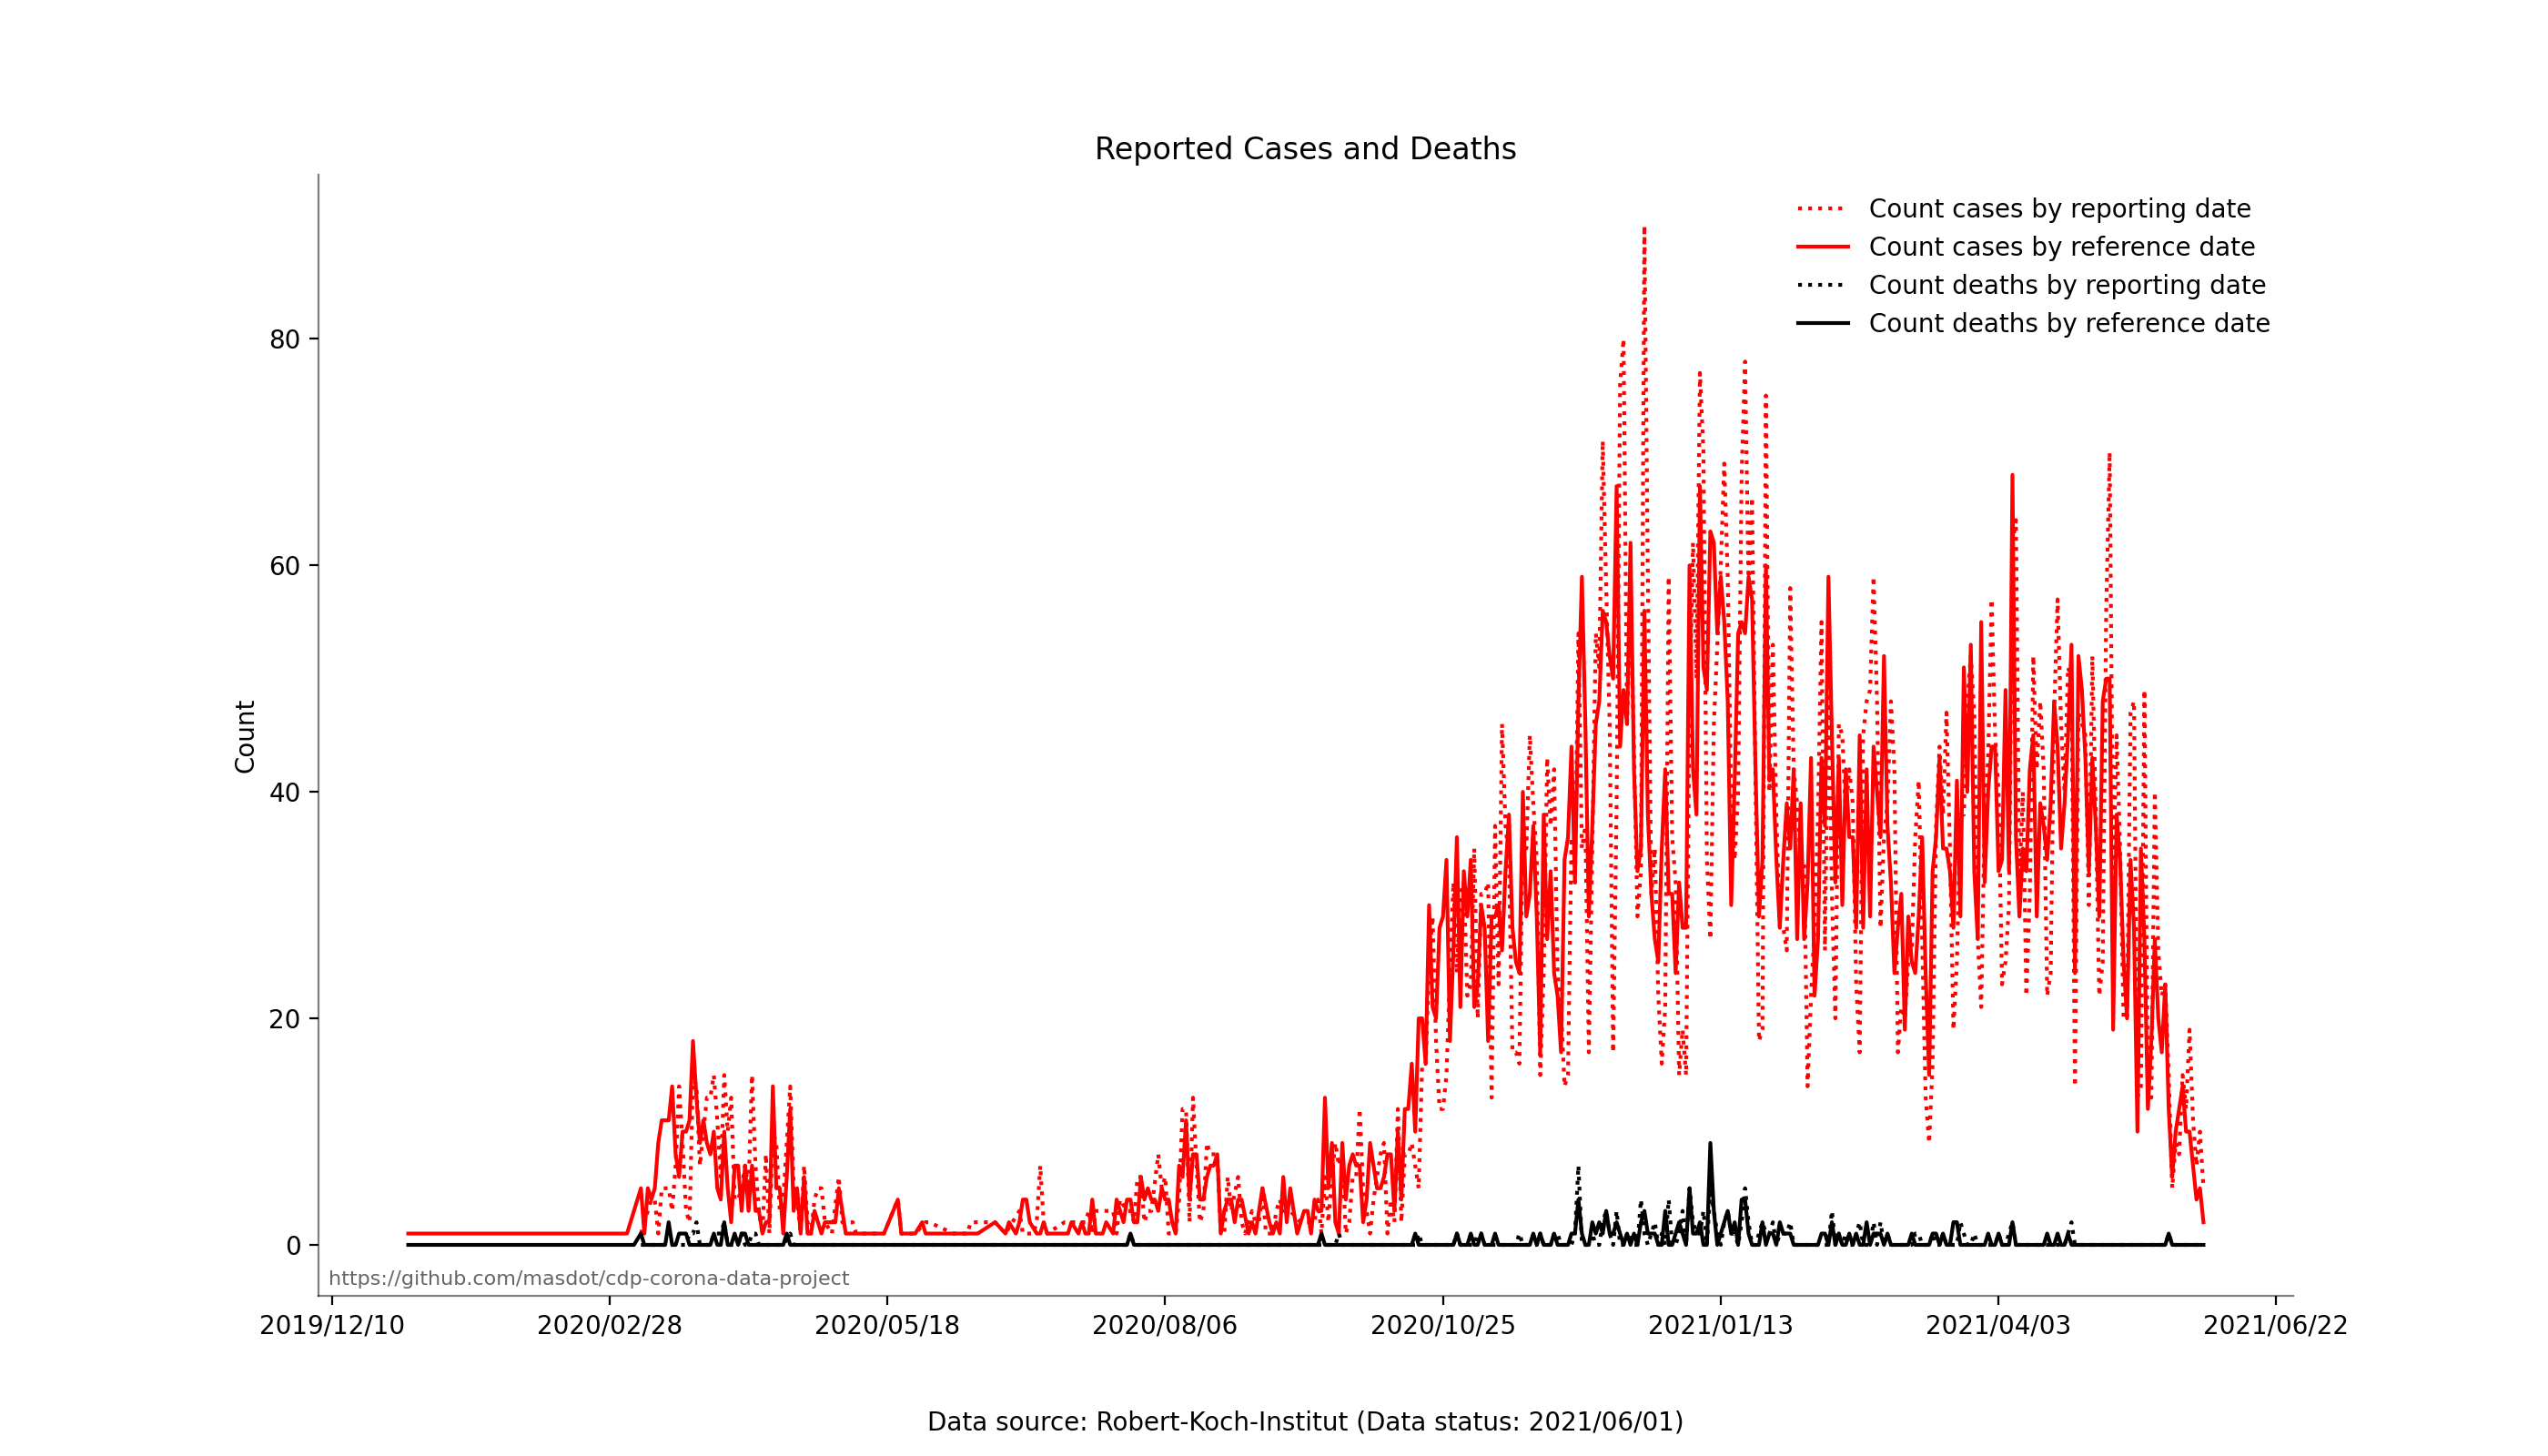 Reported Cases and Deaths
Count cases by reporting date
Count cases by reference date
Count deaths by reporting date
Count deaths by reference date
80
60
40
20
0
Count
https://github.com/masdot/cdp-corona-data-project
2019/12/10 2020/02/28 2020/05/18 2020/08/06 2020/10/25 2021/01/13 2021/04/03 2021/06/22
Data source: Robert-Koch-Institut (Data status: 2021/06/01)